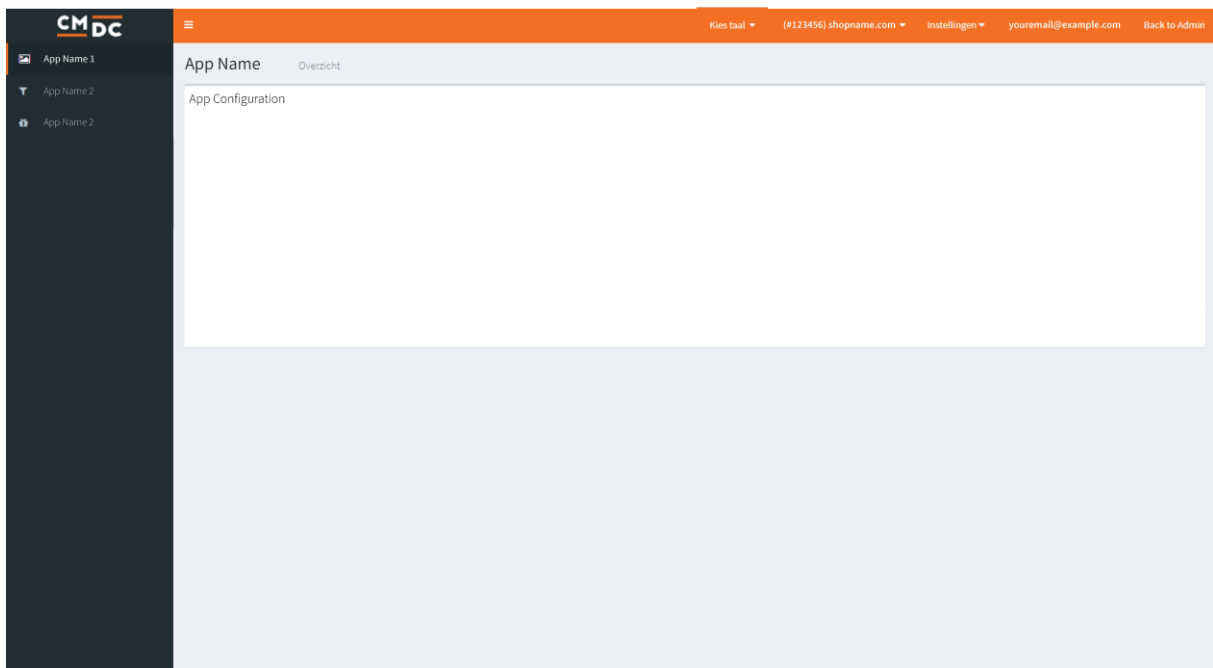 CM DC
Kies taal (#123456) shopname.com Instellingen youremail@example.com Back to Admin
App Name 1
App Name 2
App Name 2
App Name Overzicht
App Configuration